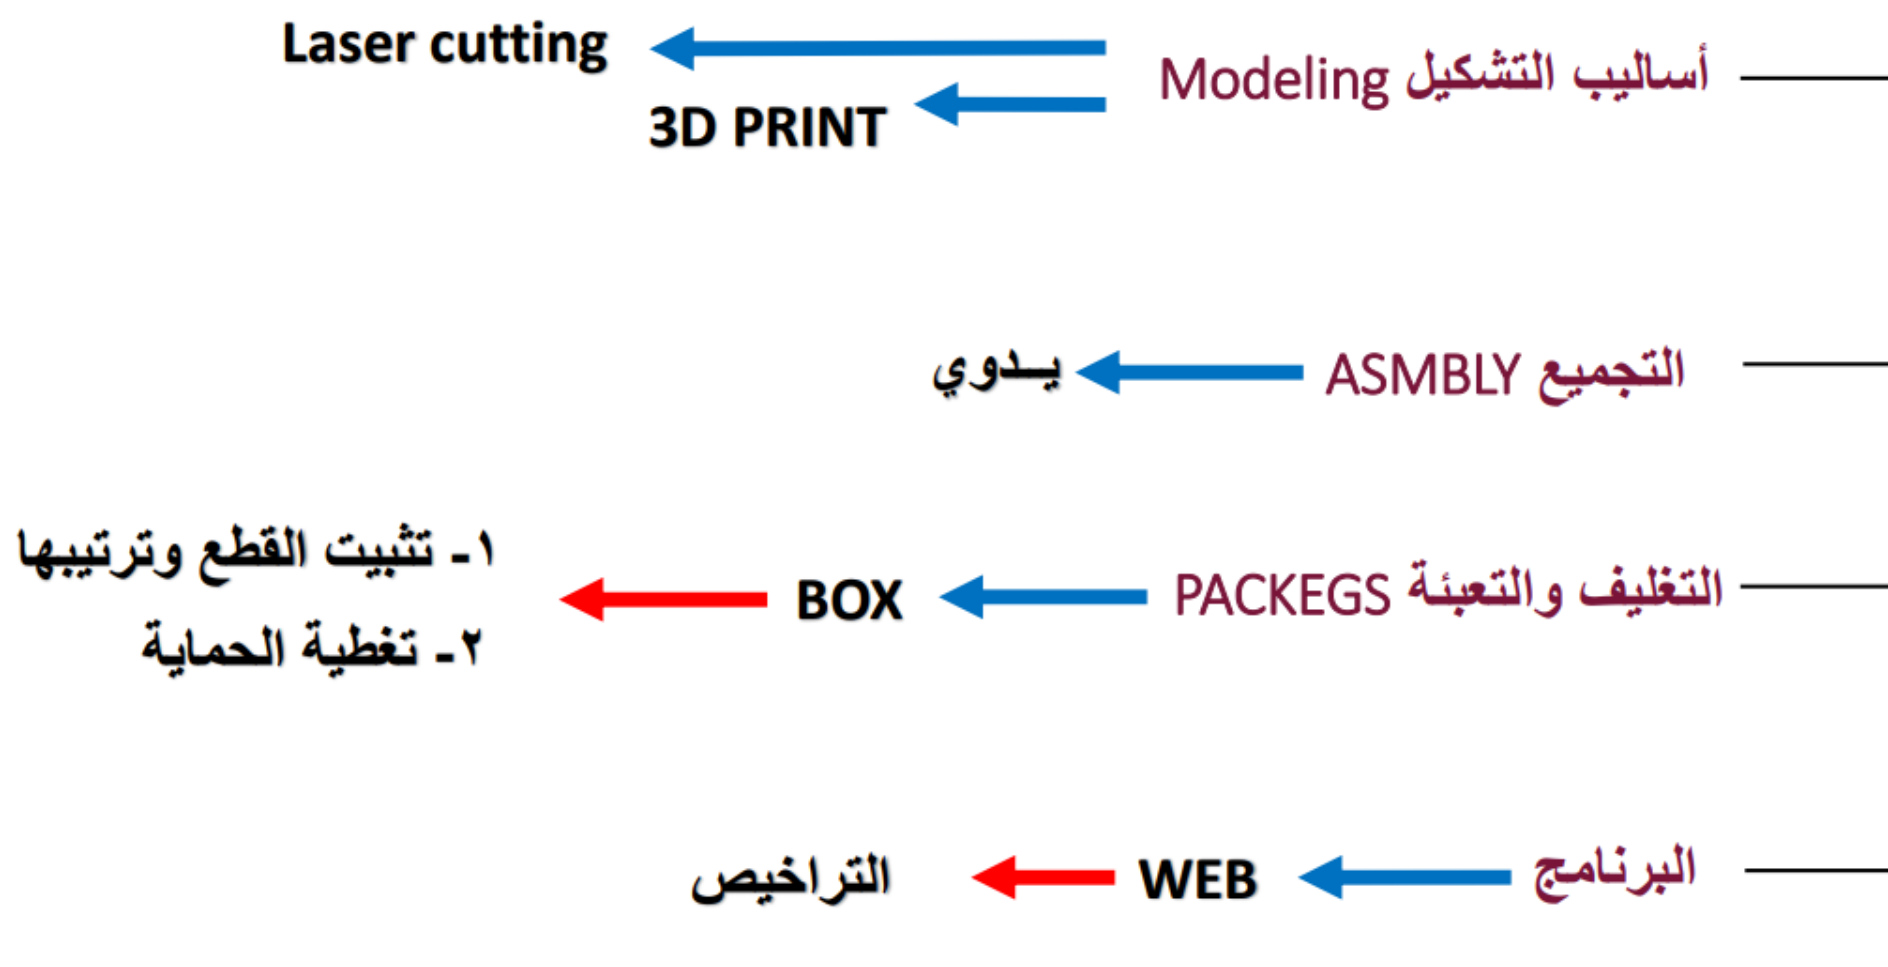 أساليب التشكيل Modeling
Laser cutting
3D PRINT
التجميع ASMBLY
يــدوي
التغليف والتعبئة PACKEGS
BOX
١- تثبيت القطع وترتيبها
٢- تغطية الحماية
البرنامج
WEB
التراخيص